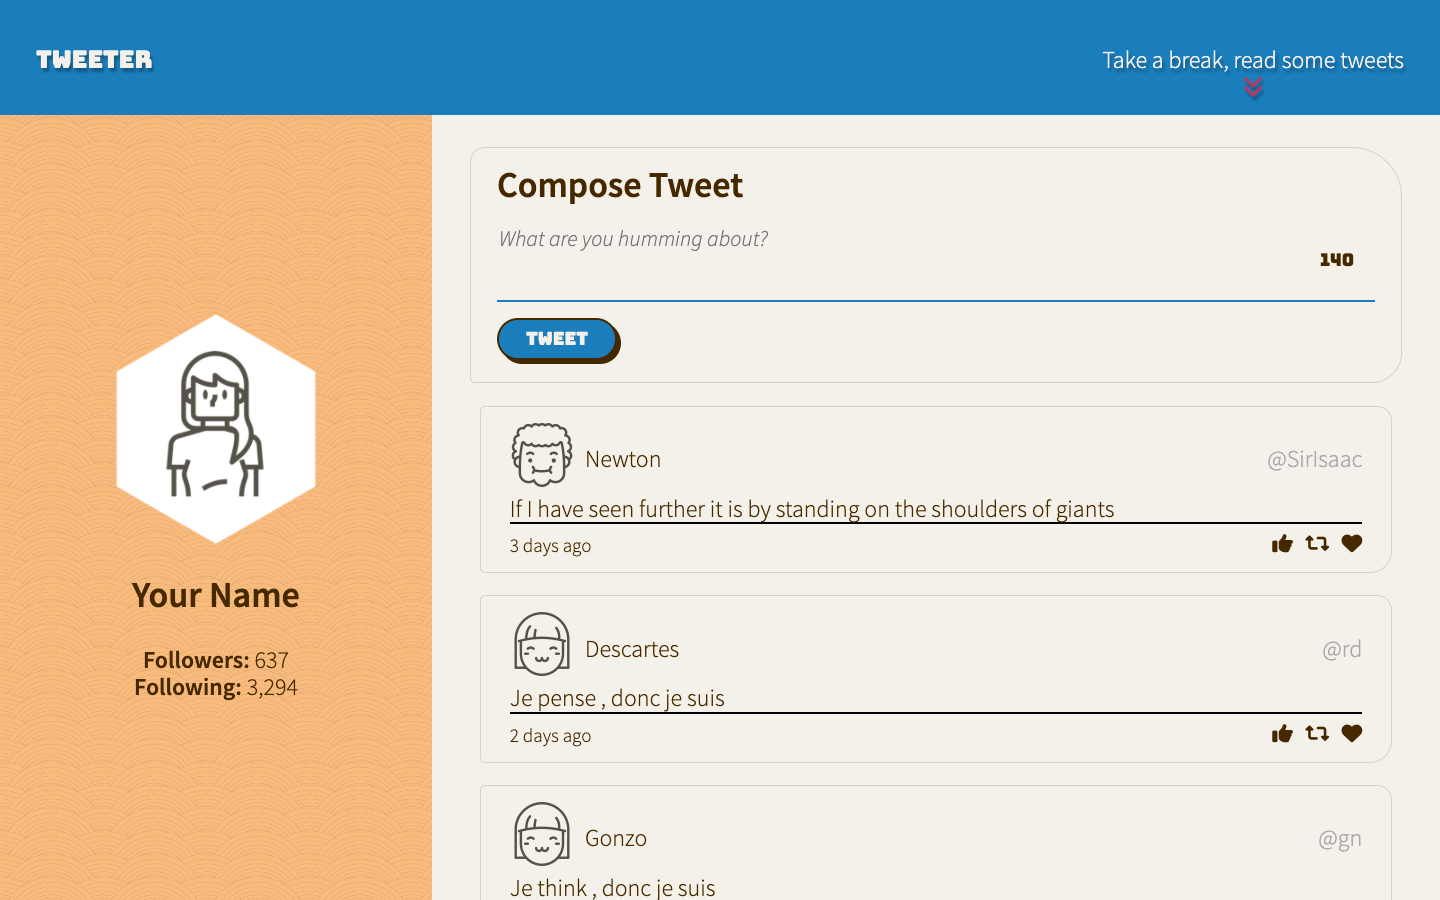 TWEETER
Take a break, read some tweets
Compose Tweet
What are you humming about?
140
TWEET
Your Name
Followers: 637
Following: 3,294
Newton
@SirIsaac
If I have seen further it is by standing on the shoulders of giants
3 days ago
Descartes
@rd
Je pense , donc je suis
2 days ago
Gonzo
@gn
Je think , donc je suis